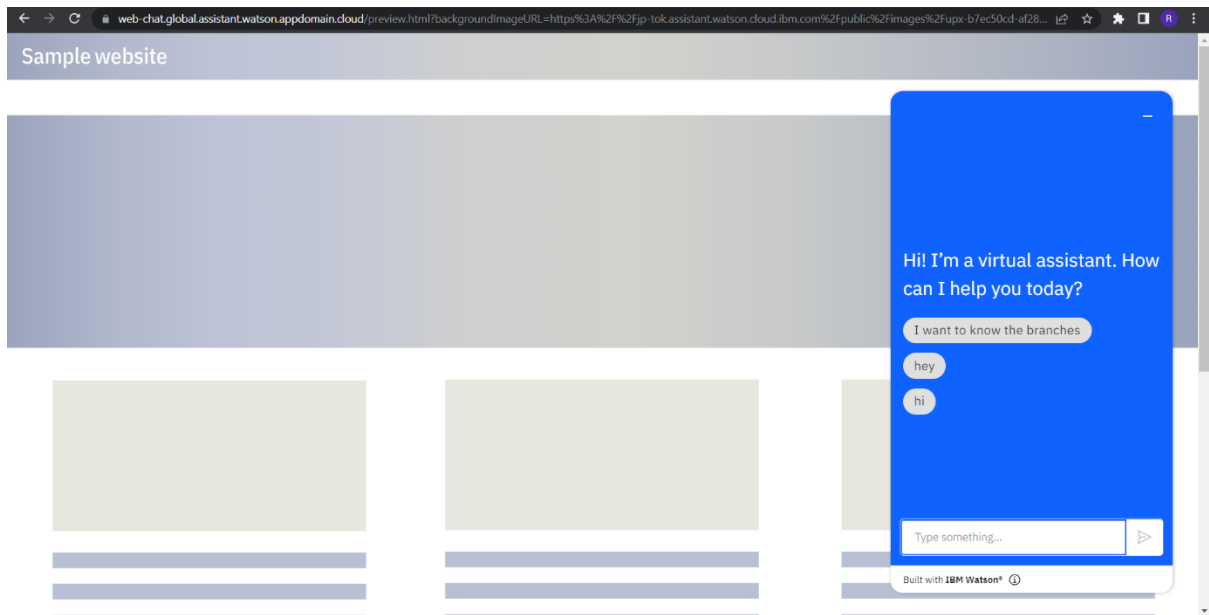 web-chat.global.assistant.watson.appdomain.cloud/preview.html?backgroundImageURL=https%3A%2F%2Fjp-tok.assistant.watson.cloud.ibm.com%2Fpublic%2Fimages%2Fupx-b7ec50cd-af28...
R
Sample website
Hi! I'm a virtual assistant. How
can I help you today?
I want to know the branches
hey
hi
Type something...
Built with IBM Watson®